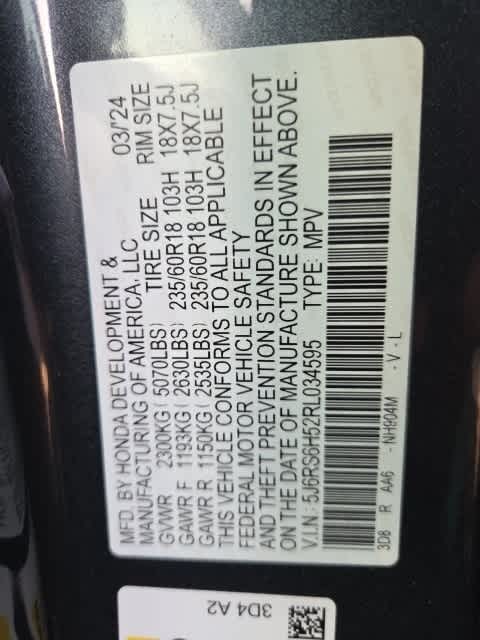 MFD. BY HONDA DEVELOPMENT &
MANUFACTURING OF AMERICA, LLC 03/'24
GVWR 2300KG ( 5070LBS) TIRE SIZE RIM SIZE
GAWR F 1193KG ( 2630LBS) 235/60R18 103H 18X7.5J
GAWR R 1150KG ( 2535LBS) 235/60R18 103H 18X7.5J
THIS VEHICLE CONFORMS TO ALL APPLICABLE
FEDERAL MOTOR VEHICLE SAFETY
AND THEFT PREVENTION STANDARDS IN EFFECT
ON THE DATE OF MANUFACTURE SHOWN ABOVE.
V.I.N.: 5J6RS6H52RL034595 TYPE: MPV
3D8 R AA6 - NH904M - V - L
3D4 A2